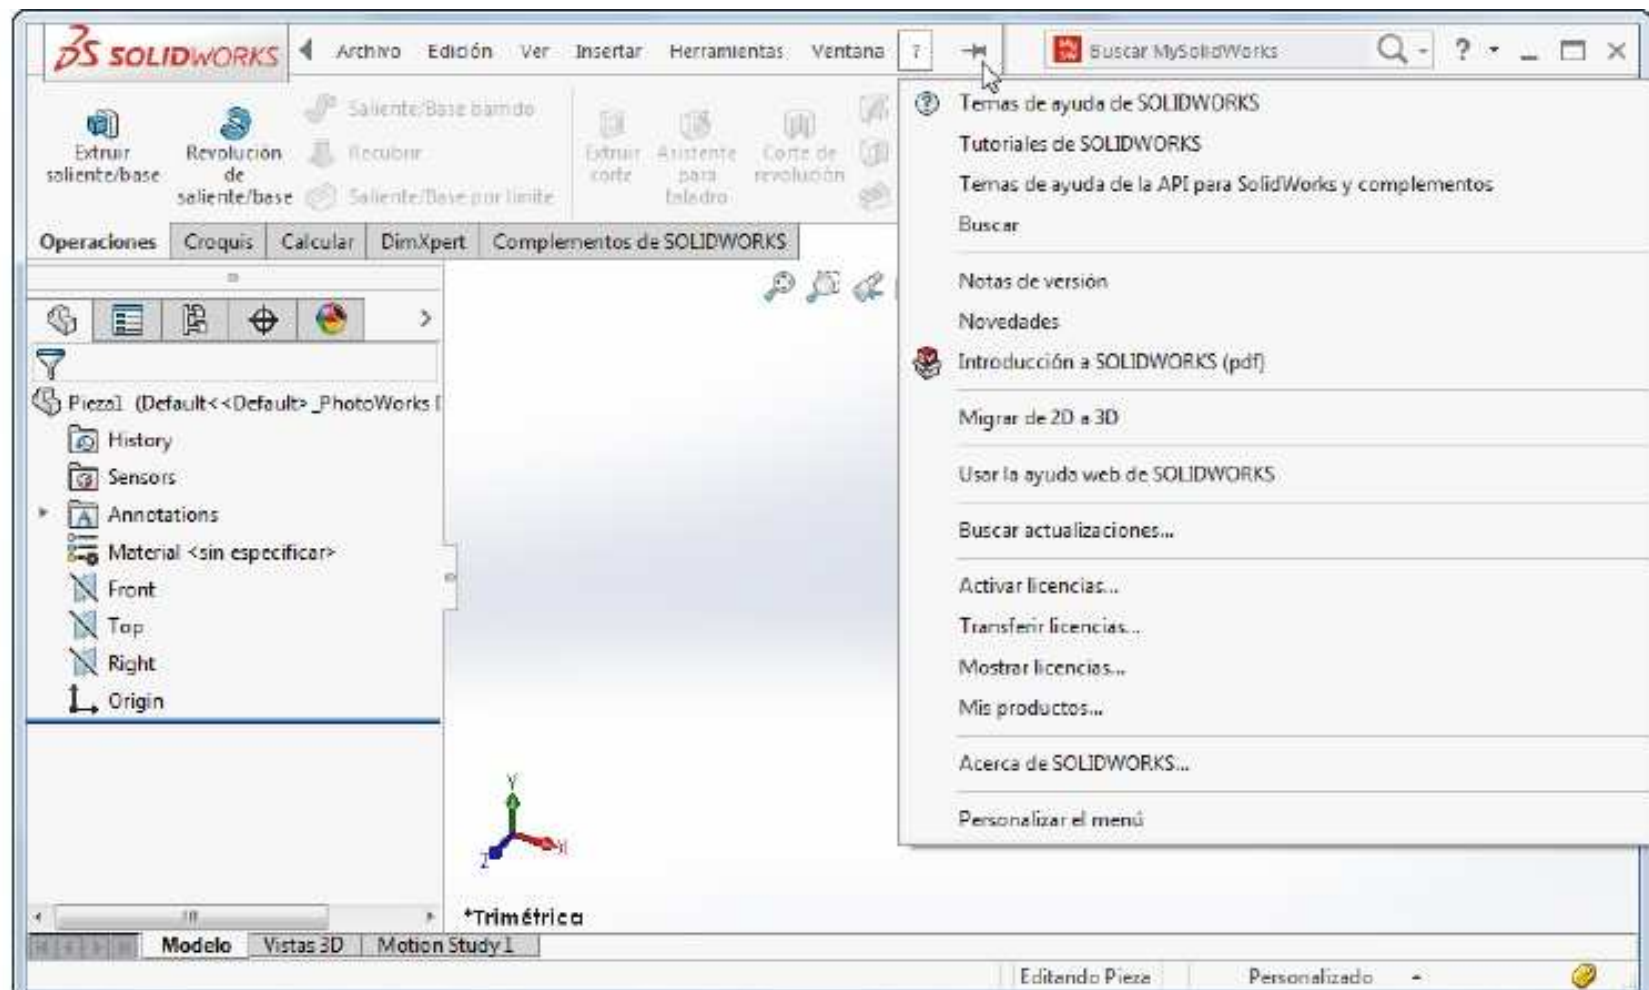 SOLIDWORKS
Archivo Edición Ver Insertar Herramientas Ventana ?
Buscar MySolidWorks
?
Extruir saliente/base
Revolución de saliente/base
Saliente/Base barrido
Recubrir
Saliente/Base por límite
Extruir corte
Asistente para taladro
Corte de revolución
Operaciones Croquis Calcular DimXpert Complementos de SOLIDWORKS
Pieza1 (Default<<Default>_PhotoWorks
History
Sensors
Annotations
Material <sin especificar>
Front
Top
Right
Origin
Temas de ayuda de SOLIDWORKS
Tutoriales de SOLIDWORKS
Temas de ayuda de la API para SolidWorks y complementos
Buscar
Notas de versión
Novedades
Introducción a SOLIDWORKS (pdf)
Migrar de 2D a 3D
Usar la ayuda web de SOLIDWORKS
Buscar actualizaciones...
Activar licencias...
Transferir licencias...
Mostrar licencias...
Mis productos...
Acerca de SOLIDWORKS...
Personalizar el menú
Y
X
Z
*Trimétrica
Modelo Vistas 3D Motion Study 1
Editando Pieza Personalizado